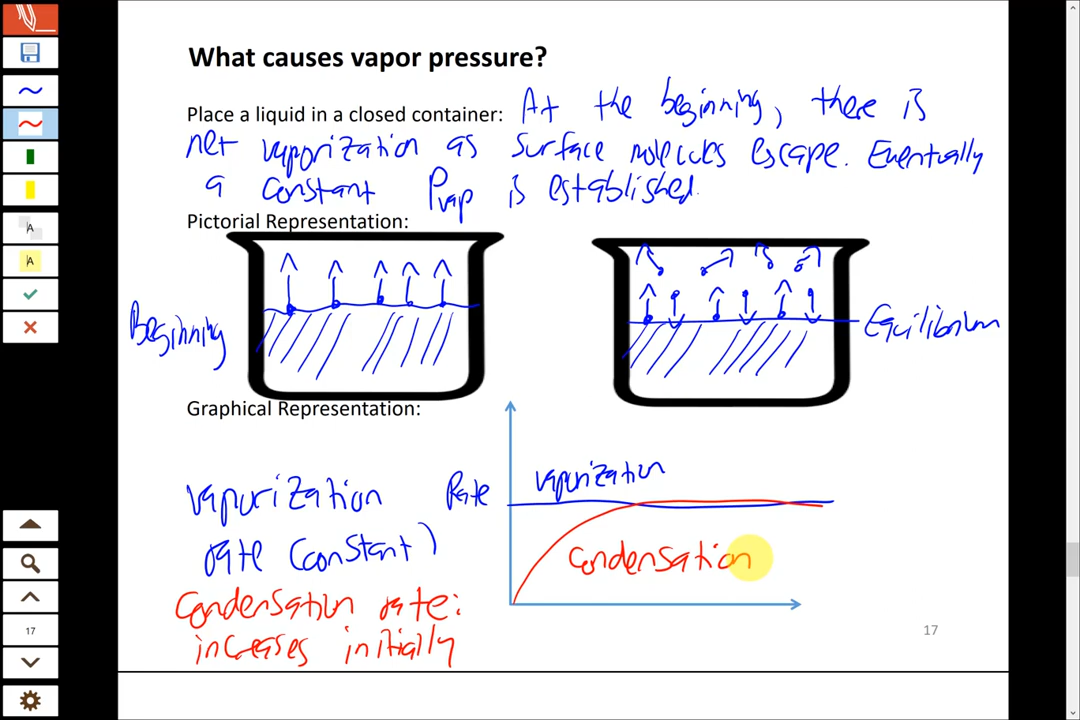 What causes vapor pressure?
Place a liquid in a closed container: At the beginning, there is
net vaporization as surface molecules escape. Eventually
a constant Pvap is established.
Pictorial Representation:
Beginning
Equilibrium
Graphical Representation:
vaporization
Rate
vaporization
rate (constant)
Condensation
Condensation rate:
increases initially
17
A
A
17